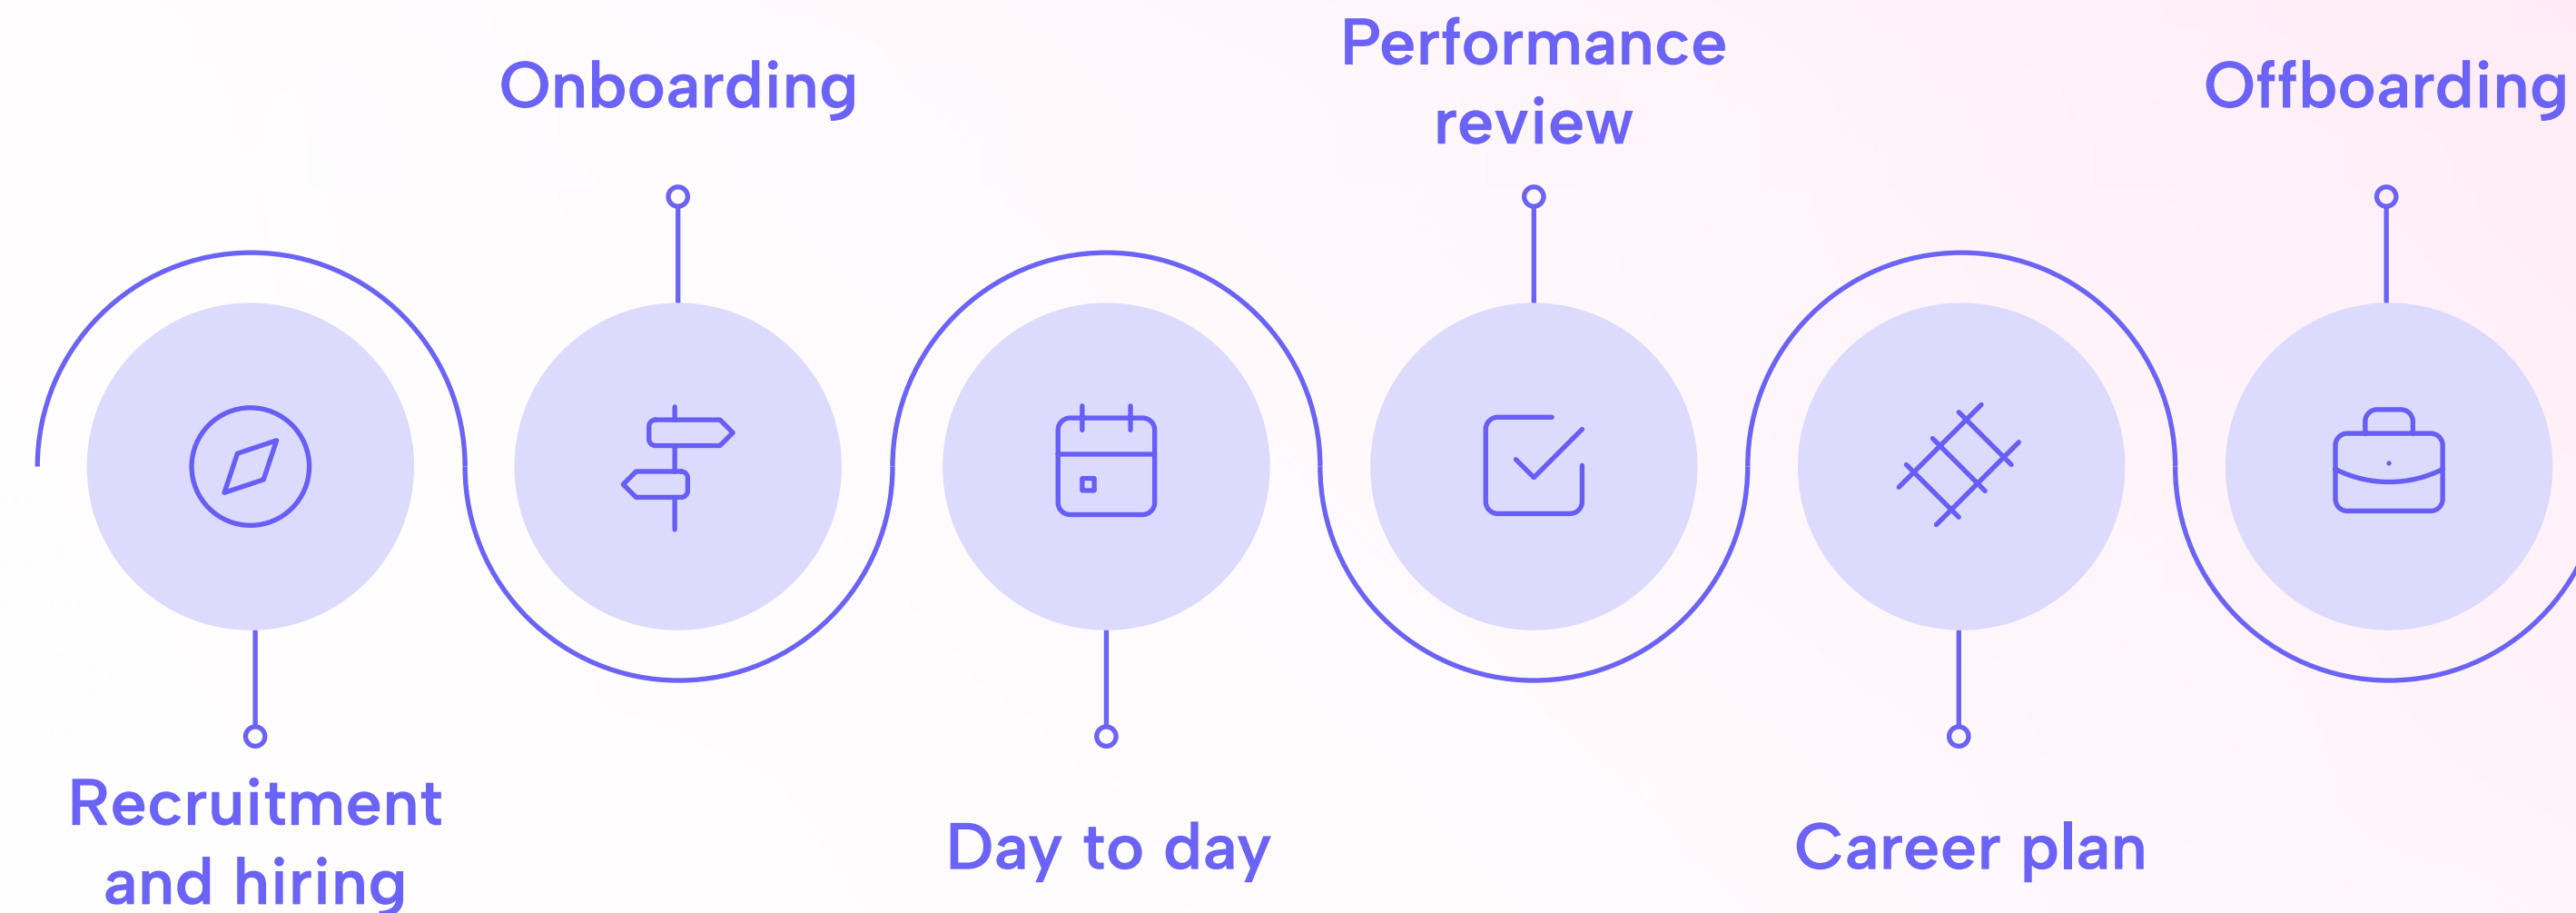 Onboarding
Performance
review
Offboarding
Recruitment
and hiring
Day to day
Career plan